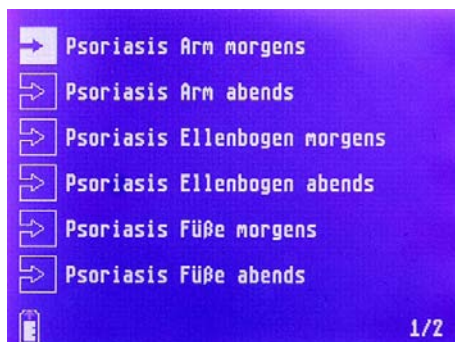 Psoriasis Arm morgens
Psoriasis Arm abends
Psoriasis Ellenbogen morgens
Psoriasis Ellenbogen abends
Psoriasis Füße morgens
Psoriasis Füße abends
1/2